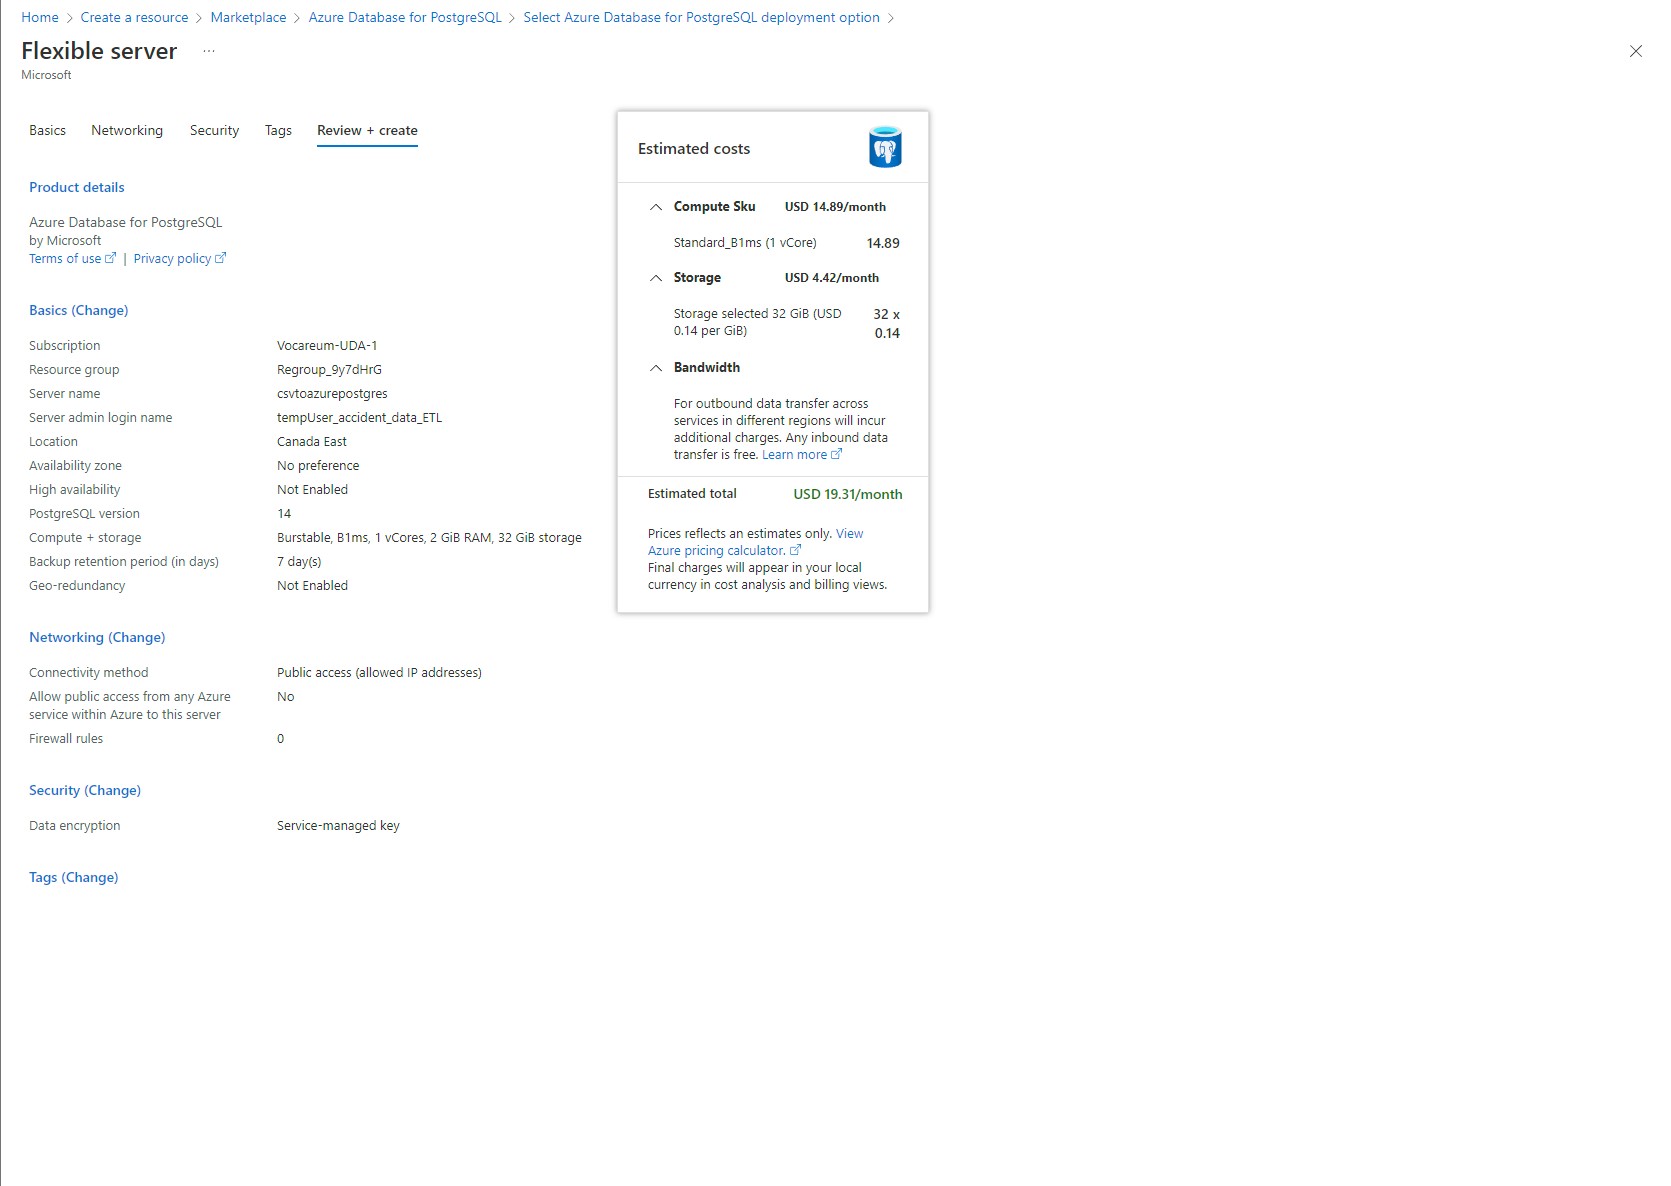 Home > Create a resource > Marketplace > Azure Database for PostgreSQL > Select Azure Database for PostgreSQL deployment option >
Flexible server ...
Microsoft
Basics Networking Security Tags Review + create
Product details
Azure Database for PostgreSQL
by Microsoft
Terms of use | Privacy policy
Basics (Change)
Subscription Vocareum-UDA-1
Resource group Regroup_9y7dHrG
Server name csvtoazurepostgres
Server admin login name tempUser_accident_data_ETL
Location Canada East
Availability zone No preference
High availability Not Enabled
PostgreSQL version 14
Compute + storage Burstable, B1ms, 1 vCores, 2 GiB RAM, 32 GiB storage
Backup retention period (in days) 7 day(s)
Geo-redundancy Not Enabled
Networking (Change)
Connectivity method Public access (allowed IP addresses)
Allow public access from any Azure No
service within Azure to this server
Firewall rules 0
Security (Change)
Data encryption Service-managed key
Tags (Change)
Estimated costs
Compute Sku USD 14.89/month
Standard_B1ms (1 vCore) 14.89
Storage USD 4.42/month
Storage selected 32 GiB (USD 32 x
0.14 per GiB) 0.14
Bandwidth
For outbound data transfer across
services in different regions will incur
additional charges. Any inbound data
transfer is free. Learn more
Estimated total USD 19.31/month
Prices reflects an estimates only. View
Azure pricing calculator.
Final charges will appear in your local
currency in cost analysis and billing views.